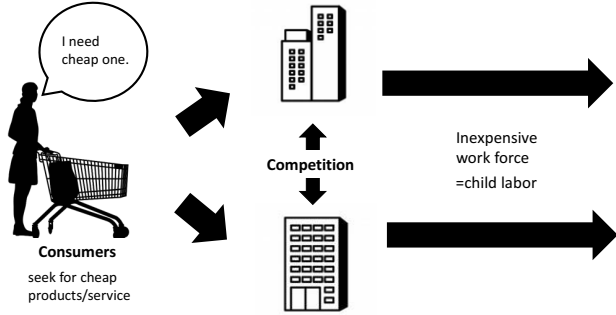 I need
cheap one.
Competition
Inexpensive
work force
=child labor
Consumers
seek for cheap
products/service